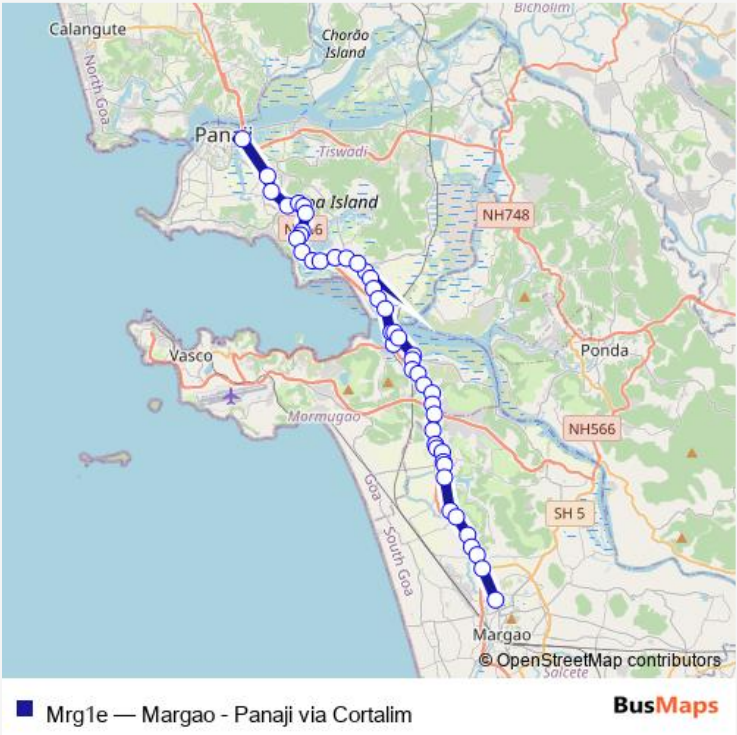 Calangute
Bicholim
Chorão
Island
North Goa
Panaji
Tiswadi
Goa Island
NH748
Vasco
Ponda
Mormugao
NH566
Goa
South Goa
SH 5
Margao
Salcete
© OpenStreetMap contributors
Mrg1e — Margao - Panaji via Cortalim
BusMaps